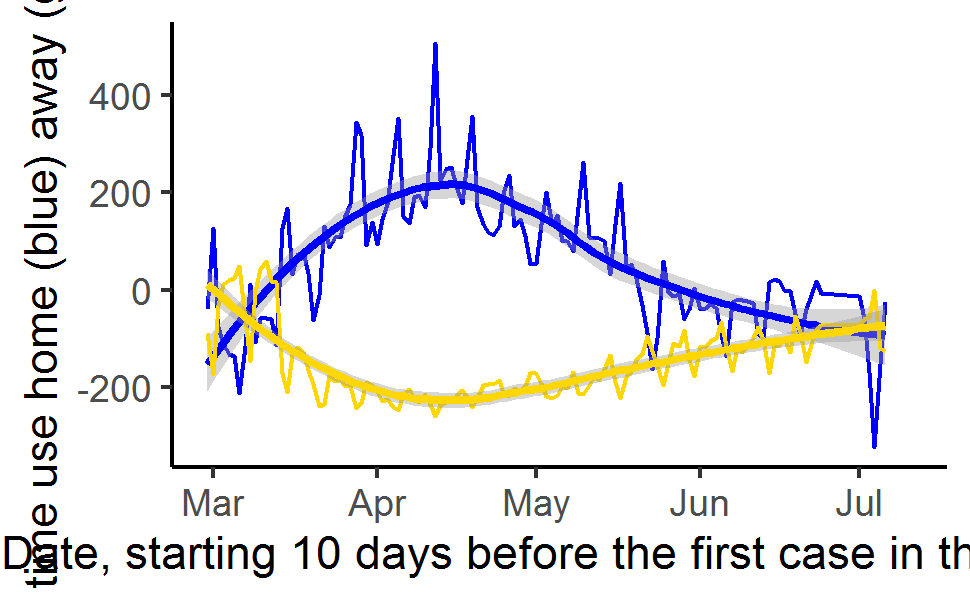 time use home (blue) away (
400
200
0
-200
Mar Apr May Jun Jul
Date, starting 10 days before the first case in th